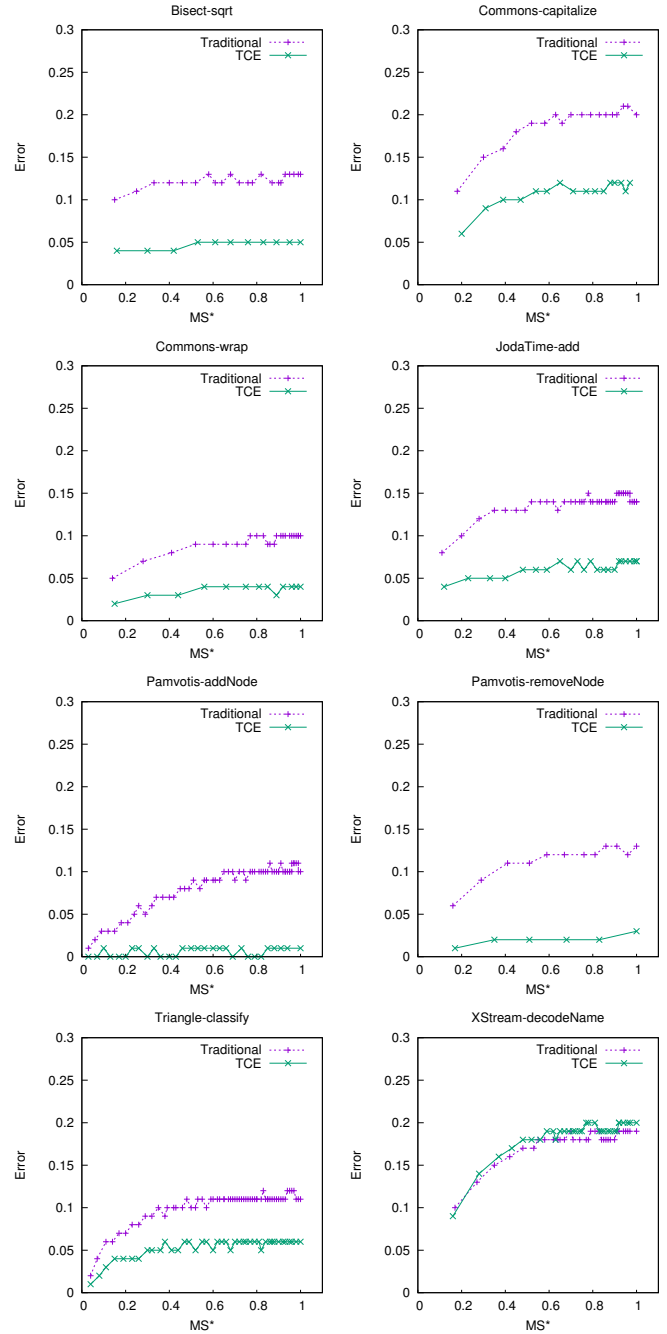 Bisect-sqrt
Traditional
TCE
Error
0.3
0.25
0.2
0.15
0.1
0.05
0
0 0.2 0.4 0.6 0.8 1
MS*
Commons-capitalize
Traditional
TCE
Error
0.3
0.25
0.2
0.15
0.1
0.05
0
0 0.2 0.4 0.6 0.8 1
MS*
Commons-wrap
Traditional
TCE
Error
0.3
0.25
0.2
0.15
0.1
0.05
0
0 0.2 0.4 0.6 0.8 1
MS*
JodaTime-add
Traditional
TCE
Error
0.3
0.25
0.2
0.15
0.1
0.05
0
0 0.2 0.4 0.6 0.8 1
MS*
Pamvotis-addNode
Traditional
TCE
Error
0.3
0.25
0.2
0.15
0.1
0.05
0
0 0.2 0.4 0.6 0.8 1
MS*
Pamvotis-removeNode
Traditional
TCE
Error
0.3
0.25
0.2
0.15
0.1
0.05
0
0 0.2 0.4 0.6 0.8 1
MS*
Triangle-classify
Traditional
TCE
Error
0.3
0.25
0.2
0.15
0.1
0.05
0
0 0.2 0.4 0.6 0.8 1
MS*
XStream-decodeName
Traditional
TCE
Error
0.3
0.25
0.2
0.15
0.1
0.05
0
0 0.2 0.4 0.6 0.8 1
MS*